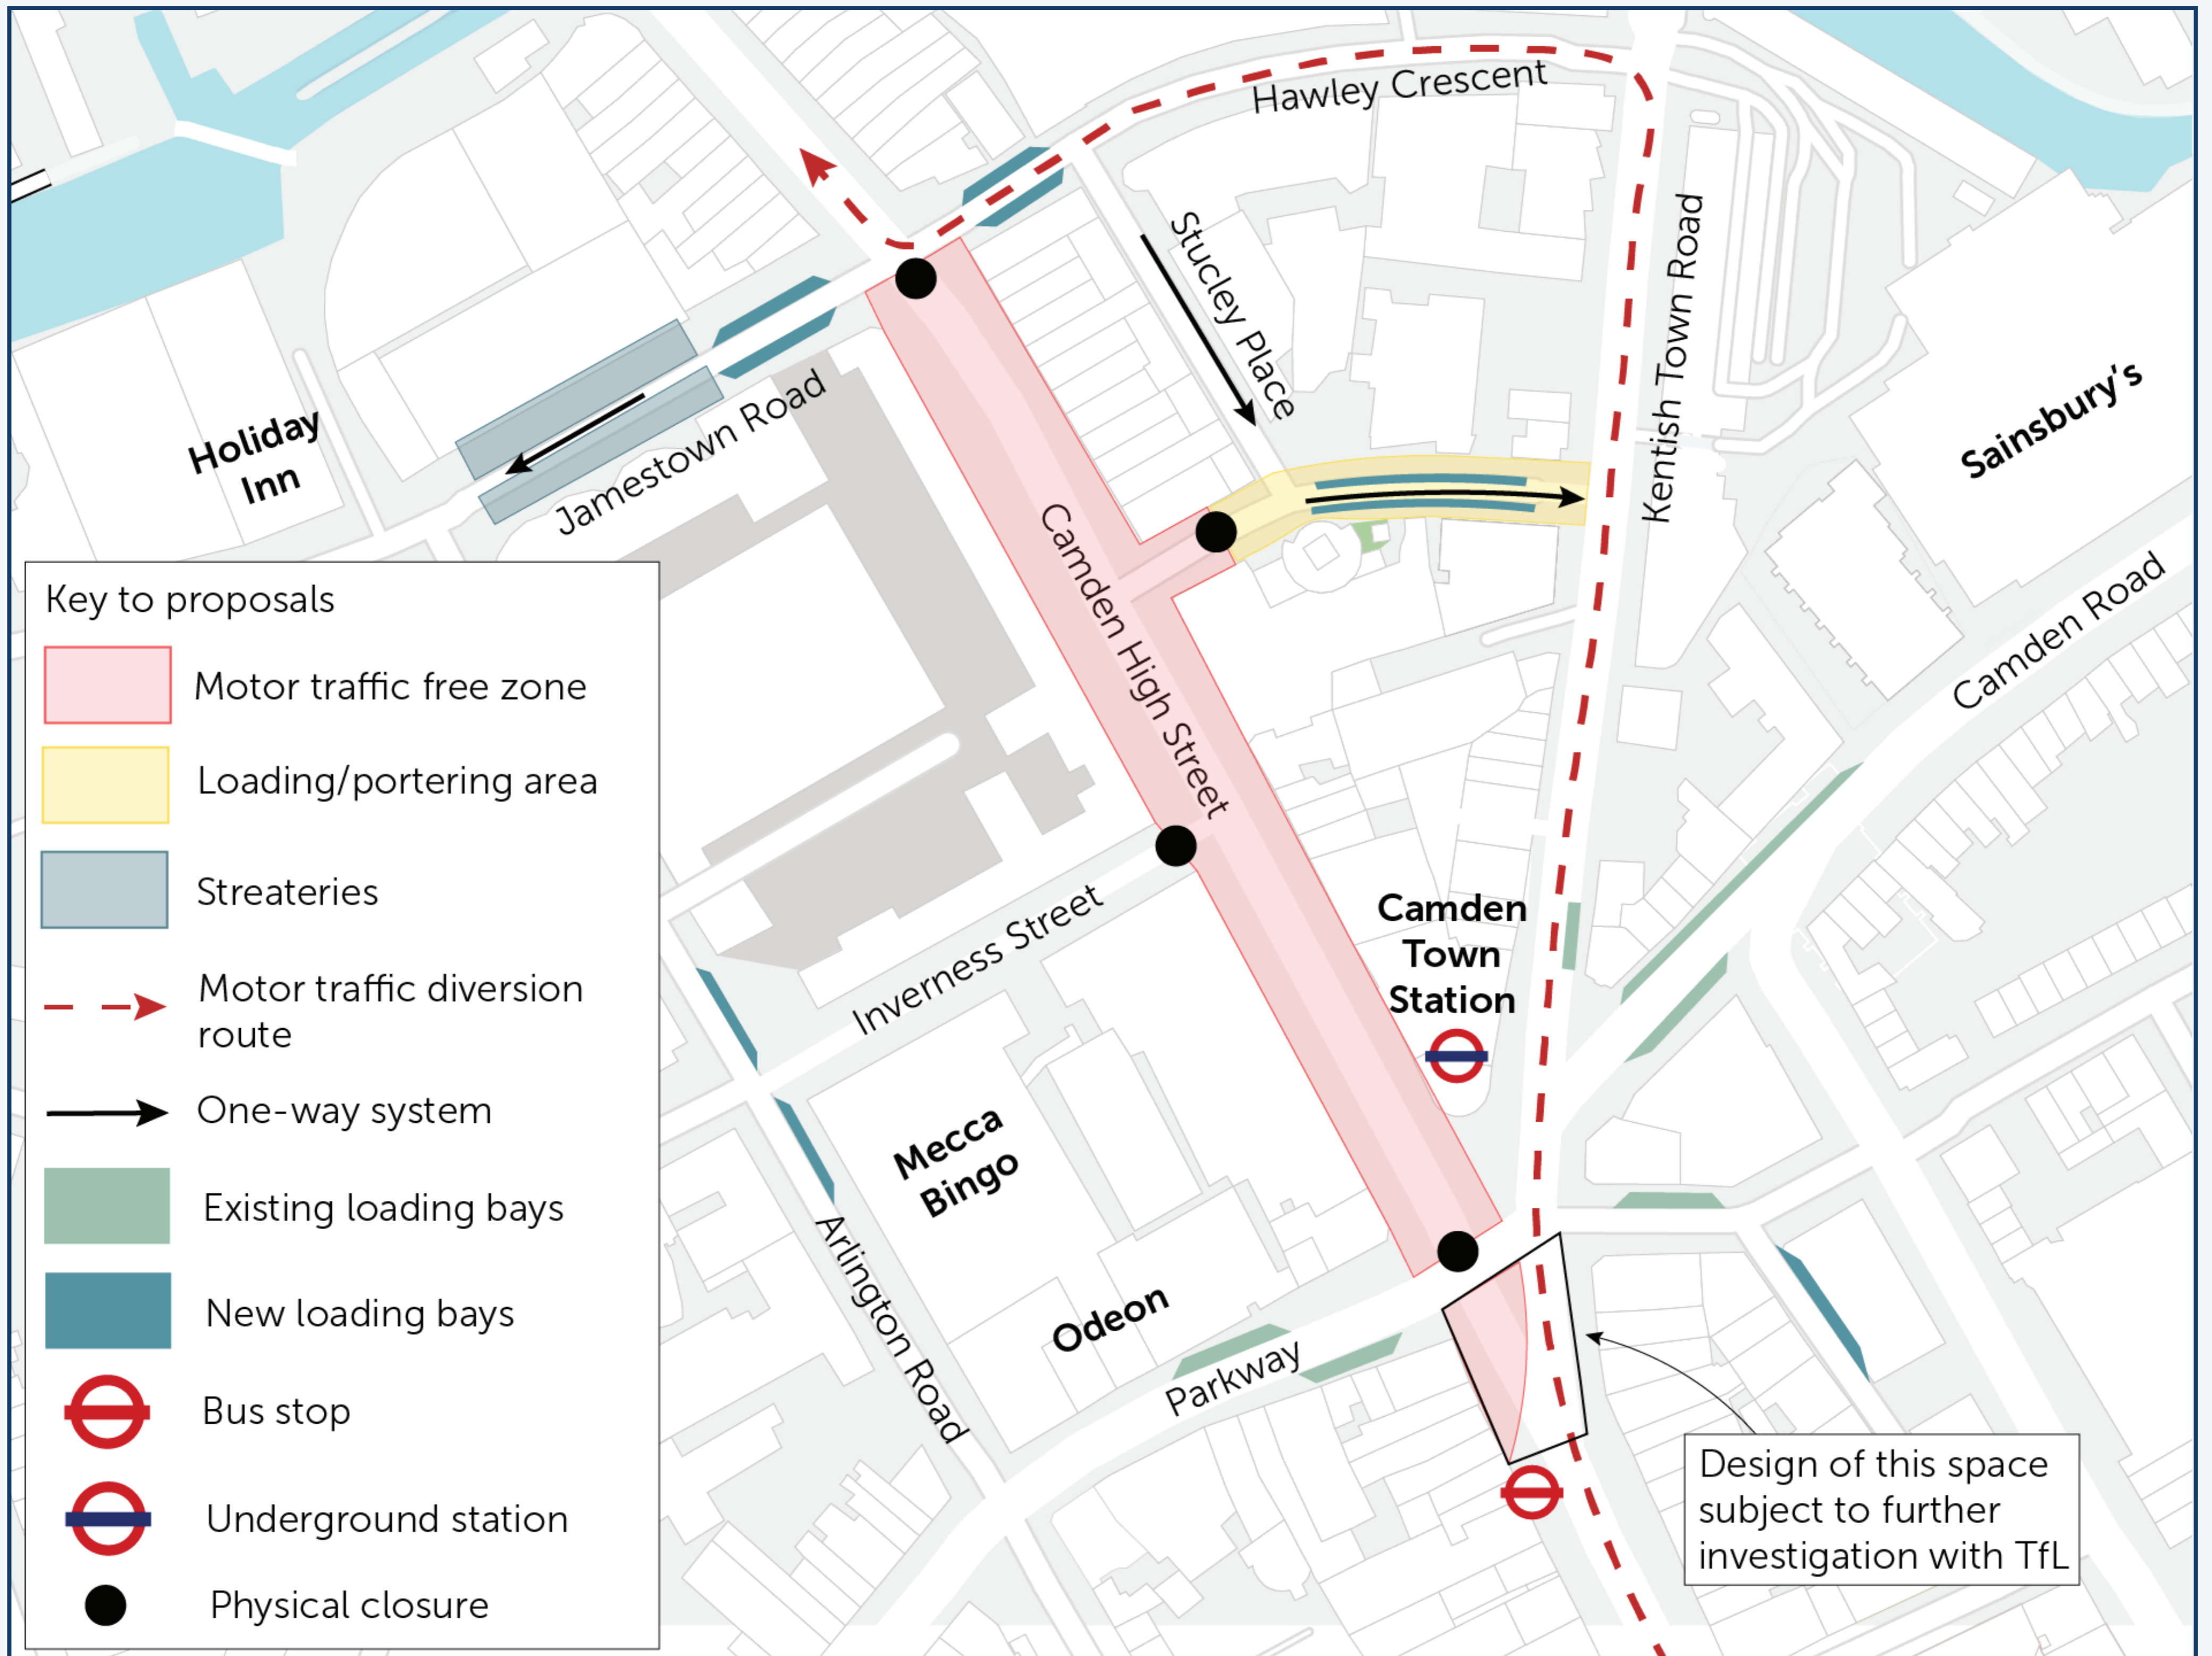 Hawley Crescent
Stucley Place
Kentish Town Road
Jamestown Road
Holiday
Inn
Sainsbury's
Camden Road
Camden High Street
Inverness Street
Camden
Town
Station
Mecca
Bingo
Odeon
Arlington Road
Parkway
Design of this space
subject to further
investigation with TfL
Key to proposals
Motor traffic free zone
Loading/portering area
Streateries
Motor traffic diversion
route
One-way system
Existing loading bays
New loading bays
Bus stop
Underground station
Physical closure